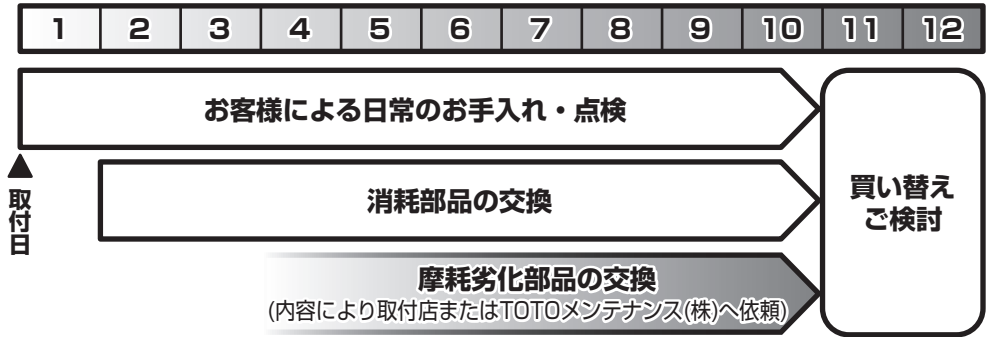 1 2 3 4 5 6 7 8 9 10 11 12
お客様による日常のお手入れ・点検
取付日
消耗部品の交換
買い替え
ご検討
摩耗劣化部品の交換
(内容により取付店またはTOTOメンテナンス(株)へ依頼)